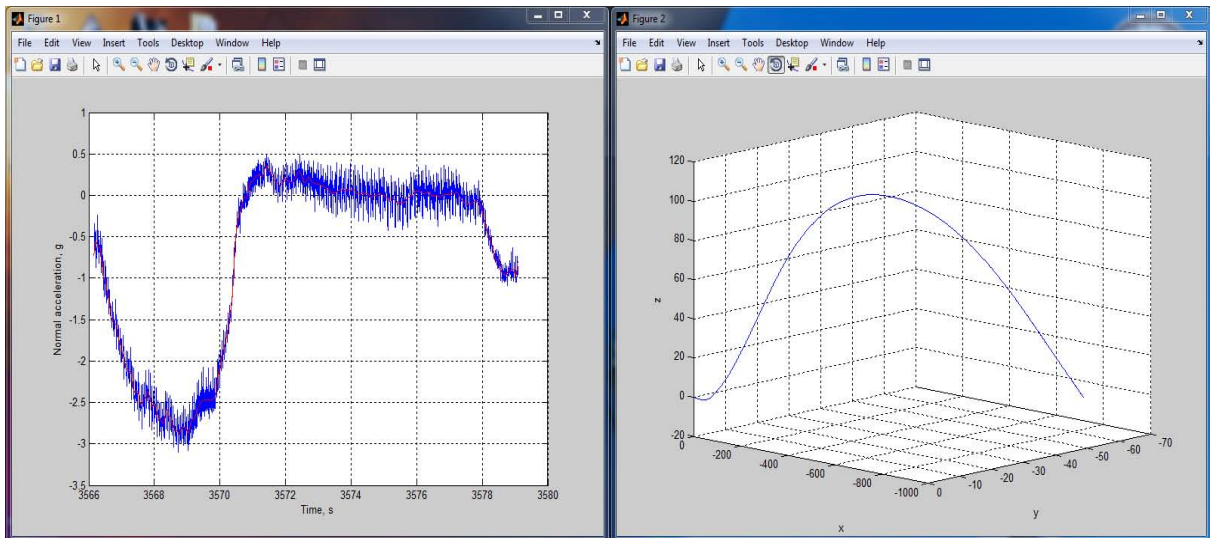 Figure 1
File Edit View Insert Tools Desktop Window Help
1
0.5
0
-0.5
-1
-1.5
-2
-2.5
-3
-3.5
3566 3568 3570 3572 3574 3576 3578 3580
Normal acceleration, g
Time, s
Figure 2
File Edit View Insert Tools Desktop Window Help
120
100
80
60
40
20
0
-20
z
0 -200 -400 -600 -800 -1000
x
0 -10 -20 -30 -40 -50 -60 -70
y